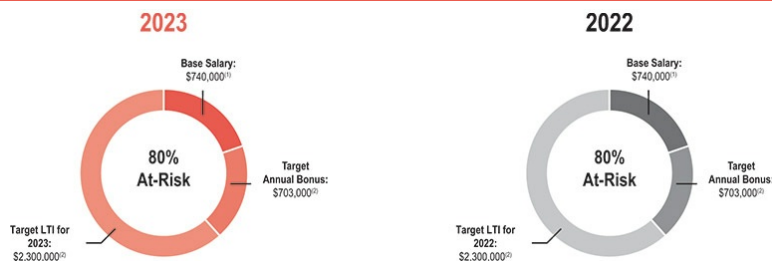 2023
Base Salary:
$740,000(1)
80%
At-Risk
Target
Annual Bonus:
$703,000(2)
Target LTI for
2023:
$2.300.000(2)
2022
Base Salary:
$740,000(1)
80%
At-Risk
Target
Annual Bonus:
$703,000(2)
Target LTI for
2022:
$2.300.000(2)